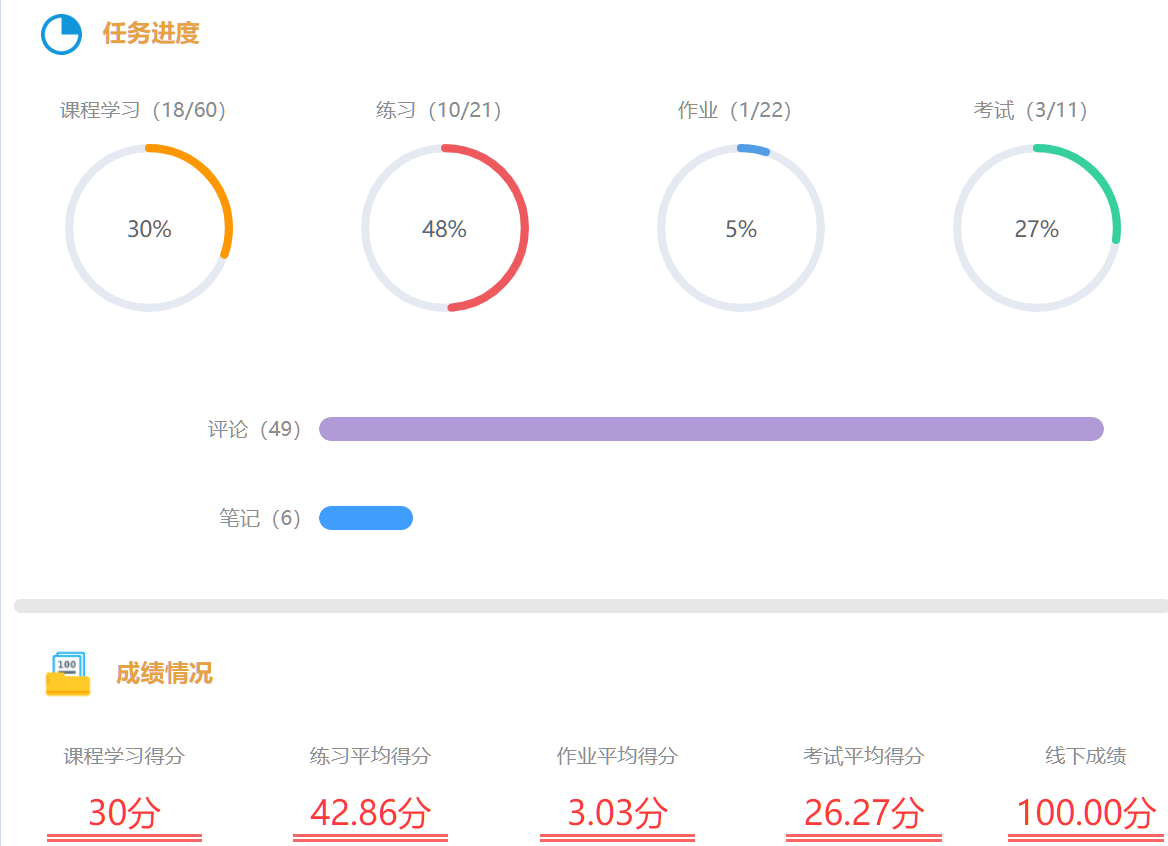 任务进度
课程学习（18/60） 练习（10/21） 作业（1/22） 考试（3/11）
30% 48% 5% 27%
评论（49）
笔记（6）
100
成绩情况
课程学习得分 练习平均得分 作业平均得分 考试平均得分 线下成绩
30分 42.86分 3.03分 26.27分 100.00分